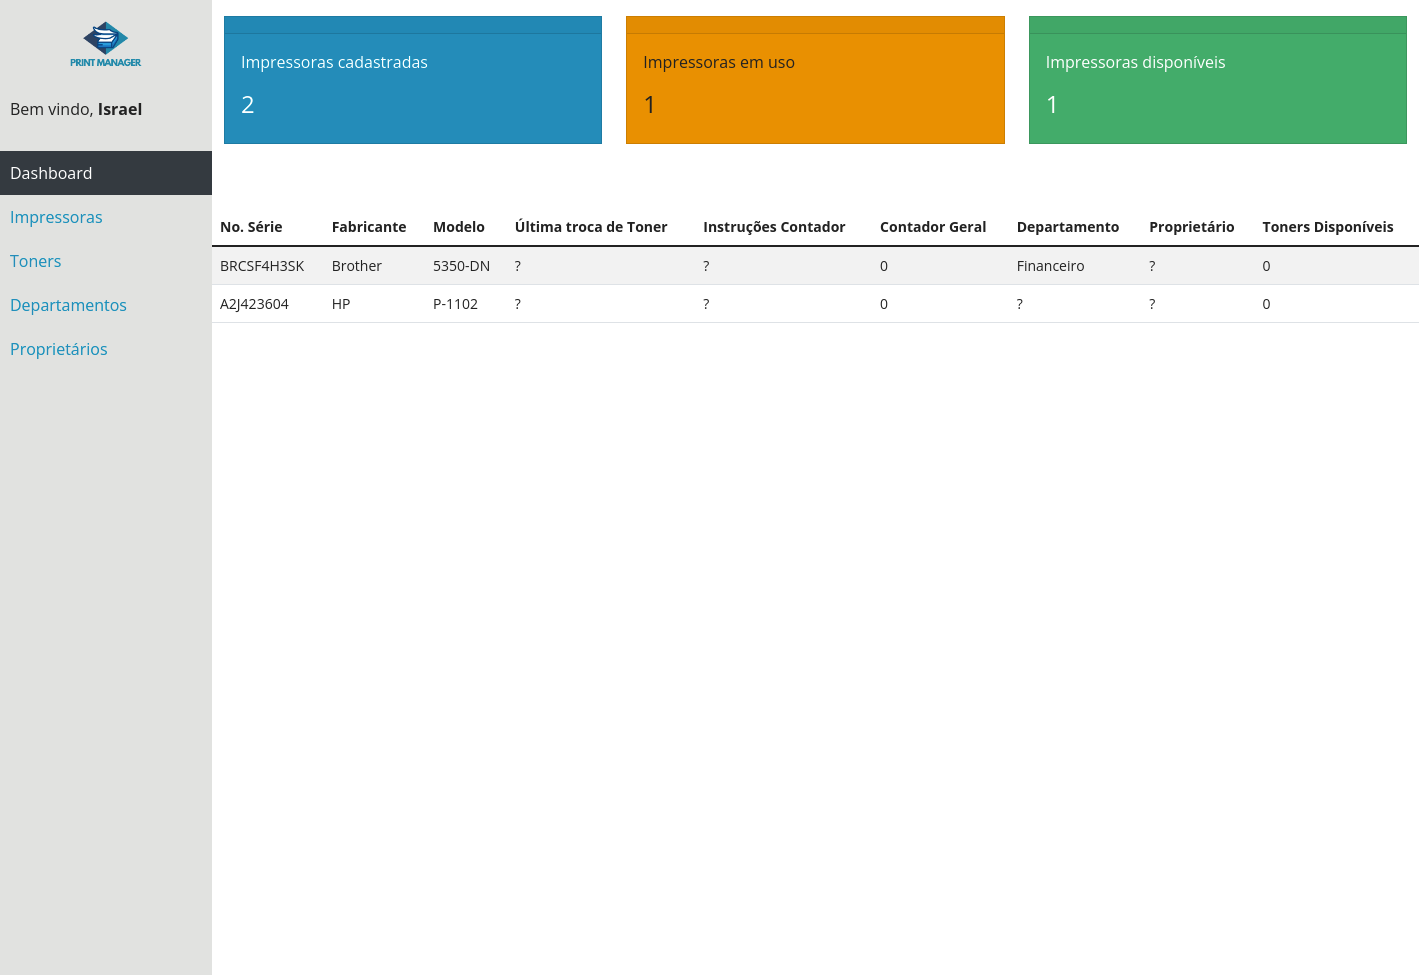 PRINT MANAGER
Bem vindo, Israel
Dashboard
Impressoras
Toners
Departamentos
Proprietários
Impressoras cadastradas
2
Impressoras em uso
1
Impressoras disponíveis
1
No. Série Fabricante Modelo Última troca de Toner Instruções Contador Contador Geral Departamento Proprietário Toners Disponíveis
BRCSF4H3SK Brother 5350-DN ? ? 0 Financeiro ? 0
A2J423604 HP P-1102 ? ? 0 ? ? 0